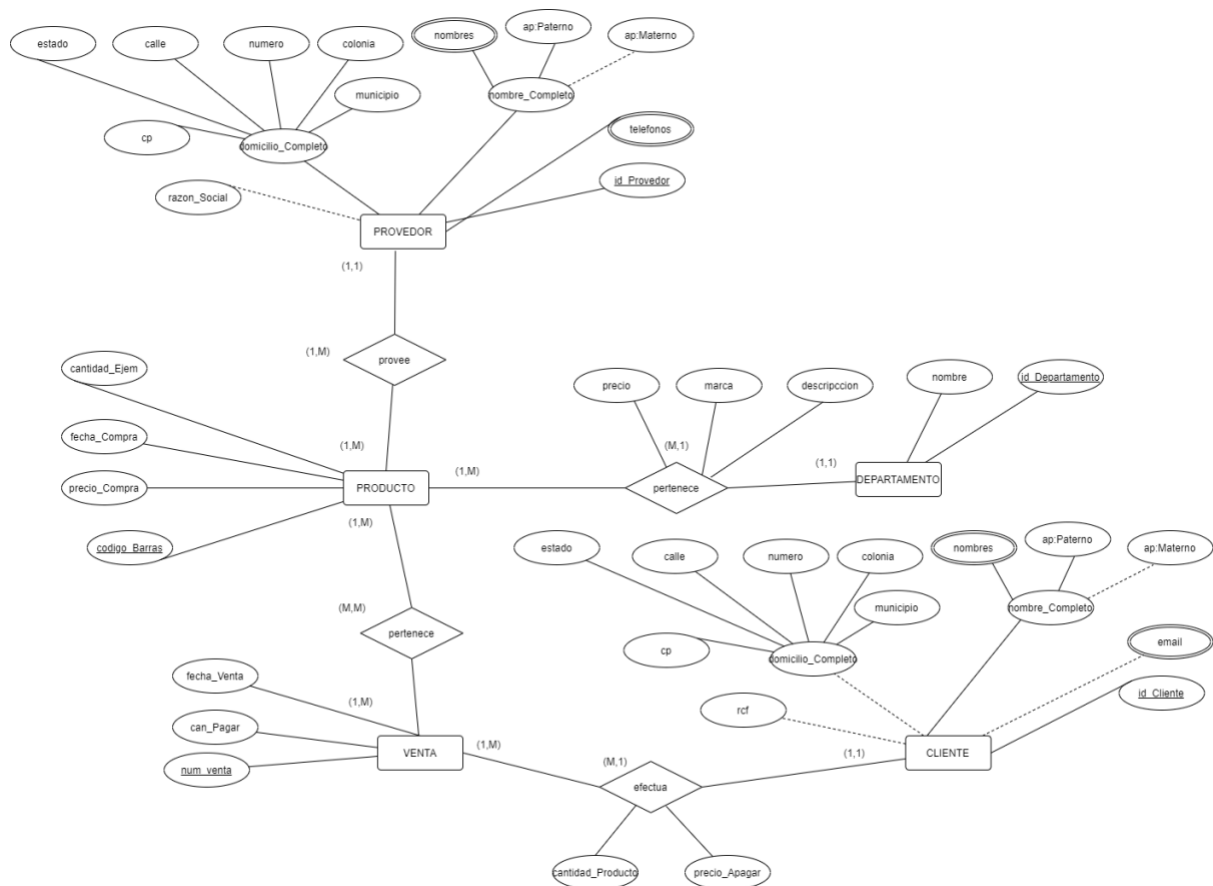 nombres
ap:Paterno
ap:Materno
estado
calle
numero
colonia
municipio
nombre_Completo
cp
domicilio_Completo
telefonos
razon_Social
id_Provedor
PROVEDOR
(1,1)
(1,M)
provee
cantidad_Ejem
precio
marca
descripccion
nombre
id_Departamento
fecha_Compra
(1,M)
(M,1)
(1,M)
(1,1)
precio_Compra
PRODUCTO
pertenece
DEPARTAMENTO
(1,M)
codigo_Barras
estado
calle
numero
colonia
nombres
ap:Paterno
ap:Materno
municipio
nombre_Completo
(M,M)
pertenece
cp
domicilio_Completo
email
fecha_Venta
(1,M)
rcf
id_Cliente
can_Pagar
VENTA
(1,M)
(M,1)
(1,1)
CLIENTE
num_venta
efectua
cantidad_Producto
precio_Apagar